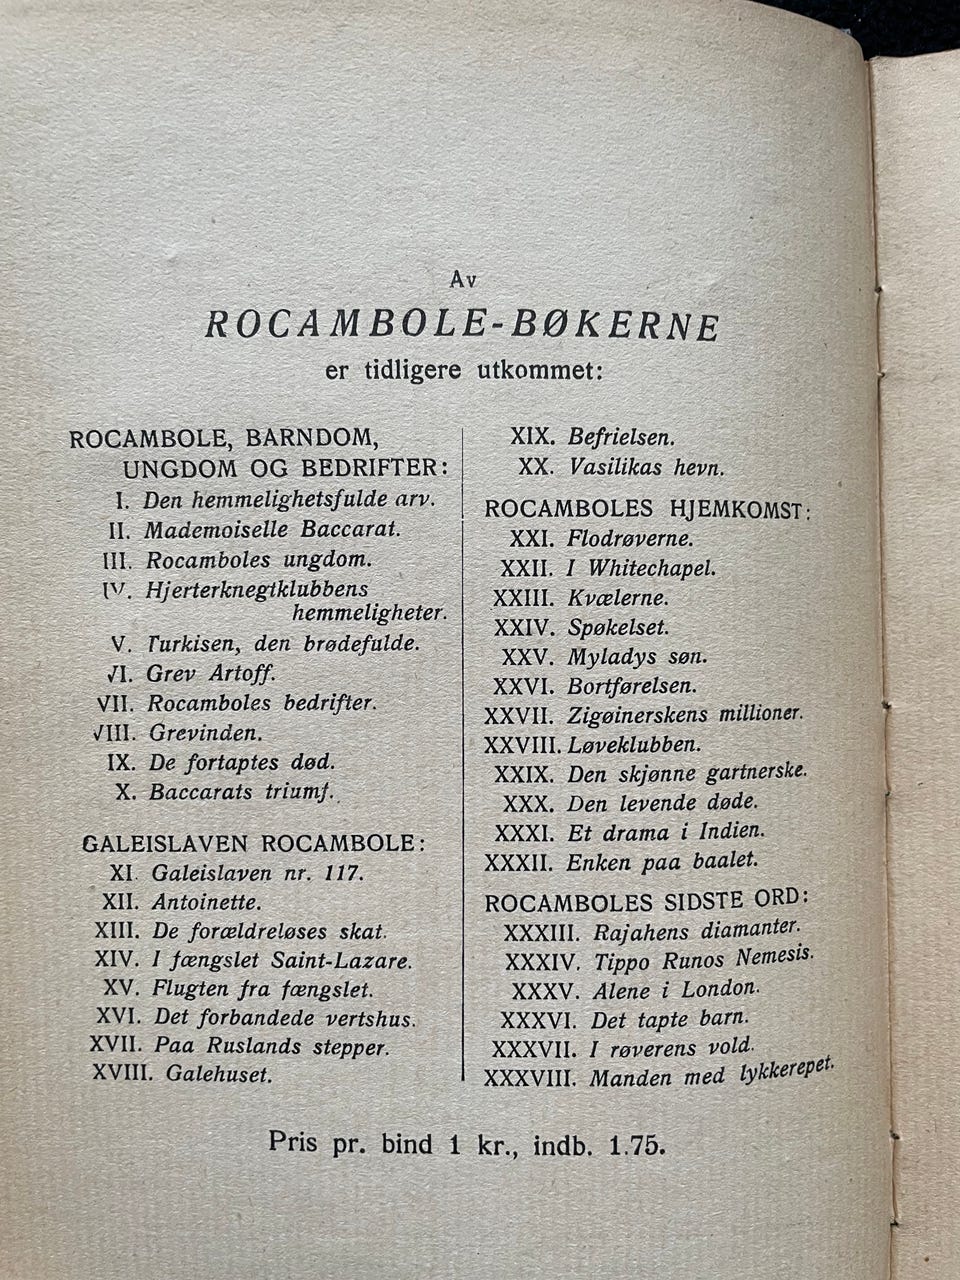 Av
ROCAMBOLE-BØKERNE
er tidligere utkommet:
ROCAMBOLE, BARNDOM,
UNGDOM OG BEDRIFTER:
I. Den hemmelighetsfulde arv.
II. Mademoiselle Baccarat.
III. Rocamboles ungdom.
IV. Hjerterknegtklubbens
hemmeligheter.
V. Turkisen, den brødefulde.
VI. Grev Artoff.
VII. Rocamboles bedrifter.
VIII. Grevinden.
IX. De fortaptes død.
X. Baccarats triumf.
GALEISLAVEN ROCAMBOLE:
XI. Galeislaven nr. 117.
XII. Antoinette.
XIII. De forældreløses skat.
XIV. I fængslet Saint-Lazare.
XV. Flugten fra fængslet.
XVI. Det forbandede vertshus.
XVII. Paa Ruslands stepper.
XVIII. Galehuset.
XIX. Befrielsen.
XX. Vasilikas hevn.
ROCAMBOLES HJEMKOMST:
XXI. Flodrøverne.
XXII. I Whitechapel.
XXIII. Kvælerne.
XXIV. Spøkelset.
XXV. Myladys søn.
XXVI. Bortførelsen.
XXVII. Zigøinerskens millioner.
XXVIII. Løveklubben.
XXIX. Den skjønne gartnerske.
XXX. Den levende døde.
XXXI. Et drama i Indien.
XXXII. Enken paa baalet.
ROCAMBOLES SIDSTE ORD:
XXXIII. Rajahens diamanter.
XXXIV. Tippo Runos Nemesis.
XXXV. Alene i London.
XXXVI. Det tapte barn.
XXXVII. I røverens vold.
XXXVIII. Manden med lykkerepet.
Pris pr. bind 1 kr., indb. 1.75.